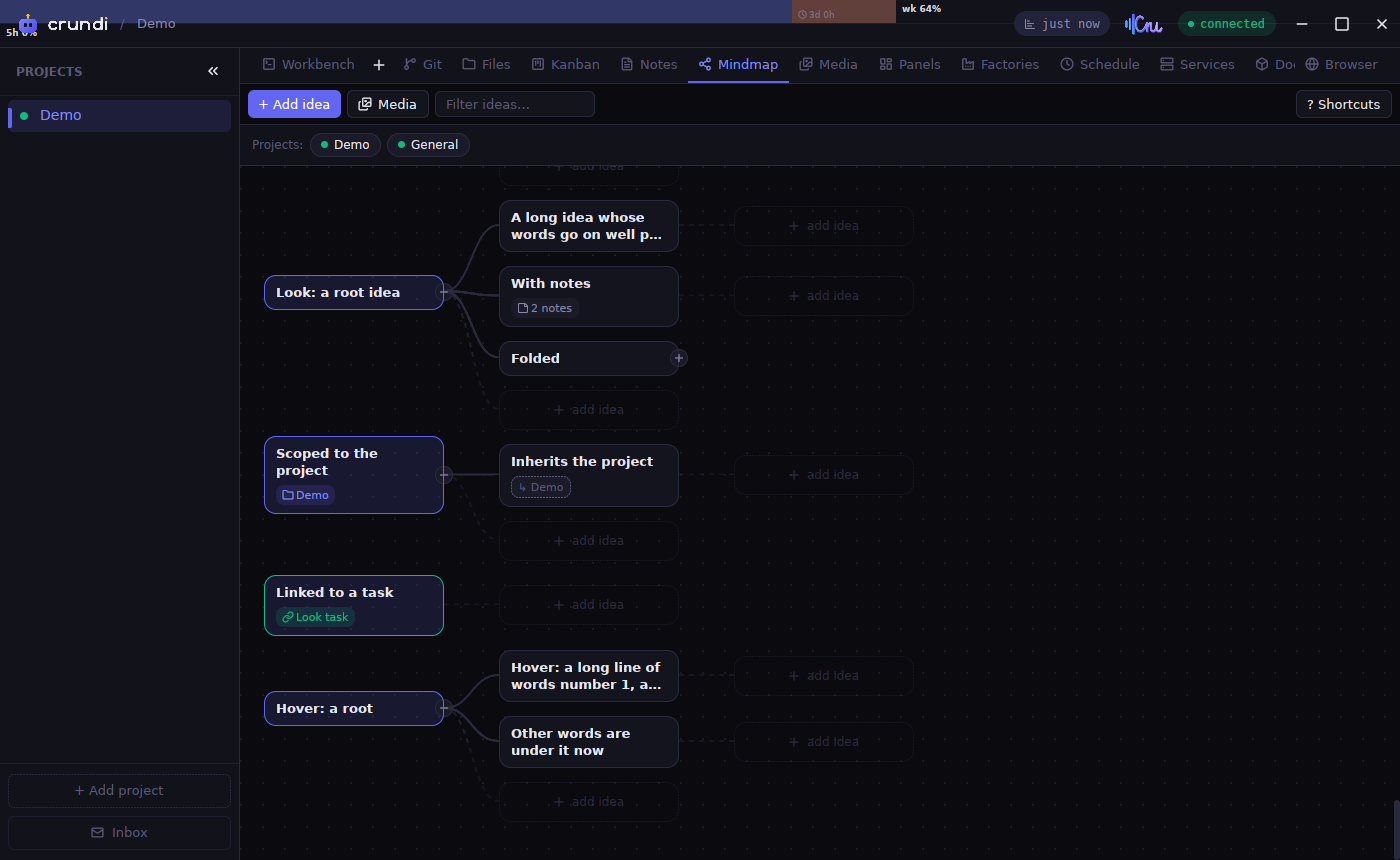 5h 0%
3d 0h
wk 64%
crundi / Demo
just now
Cru
connected
PROJECTS
Demo
+ Add project
Inbox
Workbench
Git
Files
Kanban
Notes
Mindmap
Media
Panels
Factories
Schedule
Services
Doc
Browser
+ Add idea
Media
Filter ideas...
? Shortcuts
Projects:
Demo
General
+ add idea
A long idea whose
words go on well p...
+ add idea
Look: a root idea
With notes
2 notes
+ add idea
Folded
+ add idea
Scoped to the
project
Demo
Inherits the project
↳ Demo
+ add idea
+ add idea
Linked to a task
Look task
+ add idea
Hover: a root
Hover: a long line of
words number 1, a...
+ add idea
Other words are
under it now
+ add idea
+ add idea